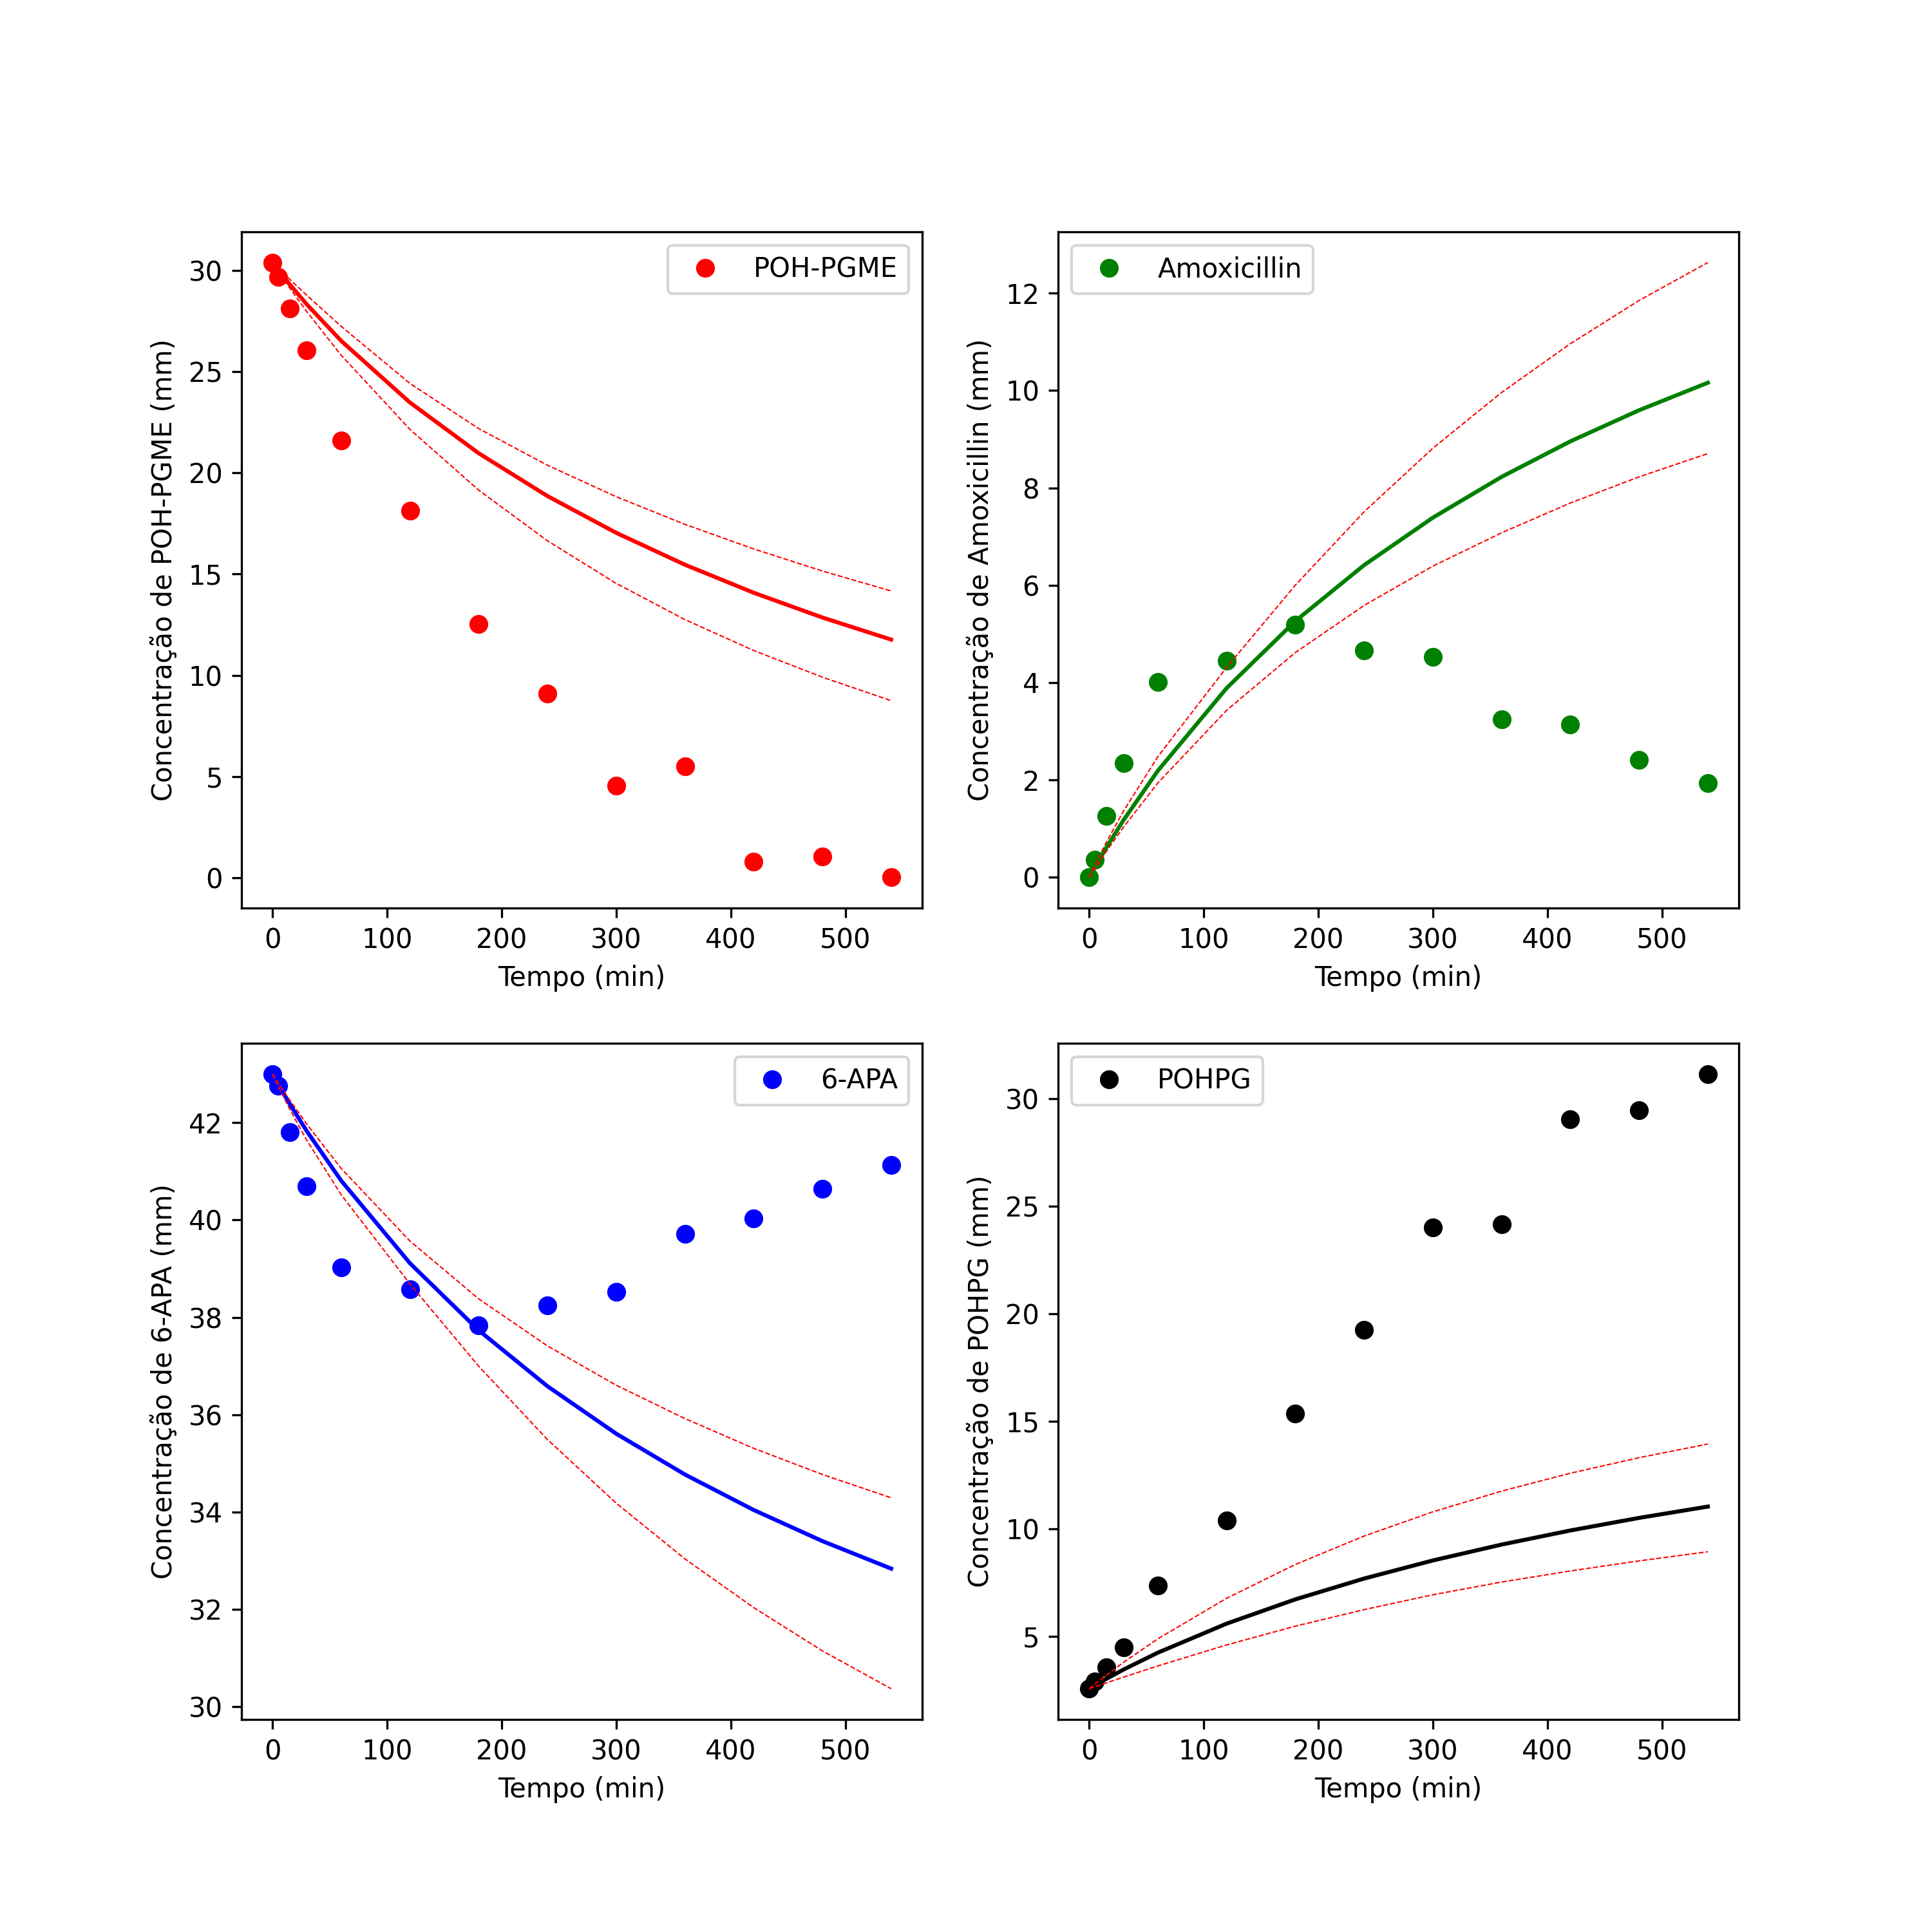 POH-PGME
Concentração de POH-PGME (mm)
30
25
20
15
10
5
0
0 100 200 300 400 500
Tempo (min)
Amoxicillin
Concentração de Amoxicillin (mm)
12
10
8
6
4
2
0
0 100 200 300 400 500
Tempo (min)
6-APA
Concentração de 6-APA (mm)
42
40
38
36
34
32
30
0 100 200 300 400 500
Tempo (min)
POHPG
Concentração de POHPG (mm)
30
25
20
15
10
5
0 100 200 300 400 500
Tempo (min)